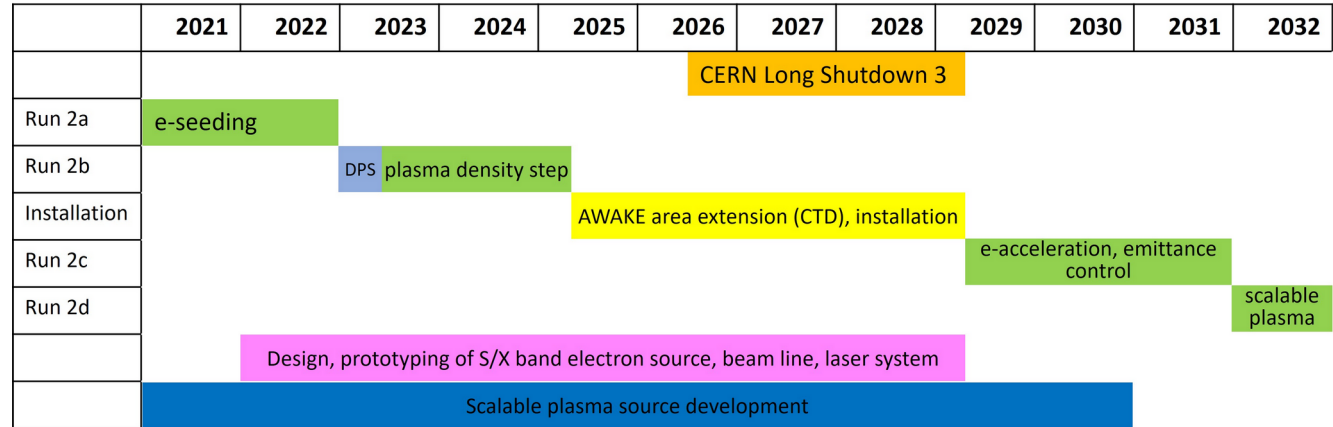 2021 2022 2023 2024 2025 2026 2027 2028 2029 2030 2031 2032
CERN Long Shutdown 3
Run 2a e-seeding
Run 2b DPS plasma density step
Installation AWAKE area extension (CTD), installation
Run 2c e-acceleration, emittance
control
Run 2d scalable
plasma
Design, prototyping of S/X band electron source, beam line, laser system
Scalable plasma source development